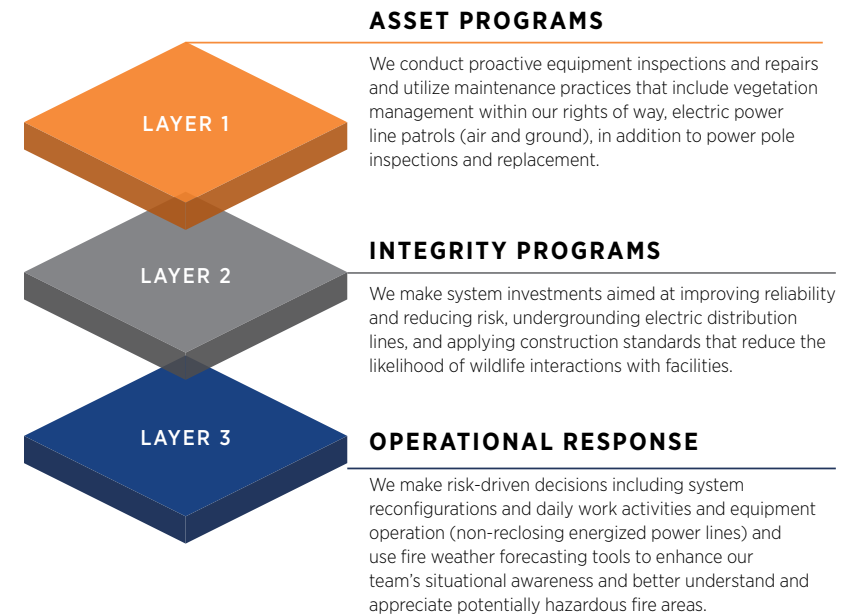 ASSET PROGRAMS
We conduct proactive equipment inspections and repairs
and utilize maintenance practices that include vegetation
management within our rights of way, electric power
line patrols (air and ground), in addition to power pole
inspections and replacement.
LAYER 1
INTEGRITY PROGRAMS
We make system investments aimed at improving reliability
and reducing risk, undergrounding electric distribution
lines, and applying construction standards that reduce the
likelihood of wildlife interactions with facilities.
LAYER 2
OPERATIONAL RESPONSE
We make risk-driven decisions including system
reconfigurations and daily work activities and equipment
operation (non-reclosing energized power lines) and
use fire weather forecasting tools to enhance our
team’s situational awareness and better understand and
appreciate potentially hazardous fire areas.
LAYER 3